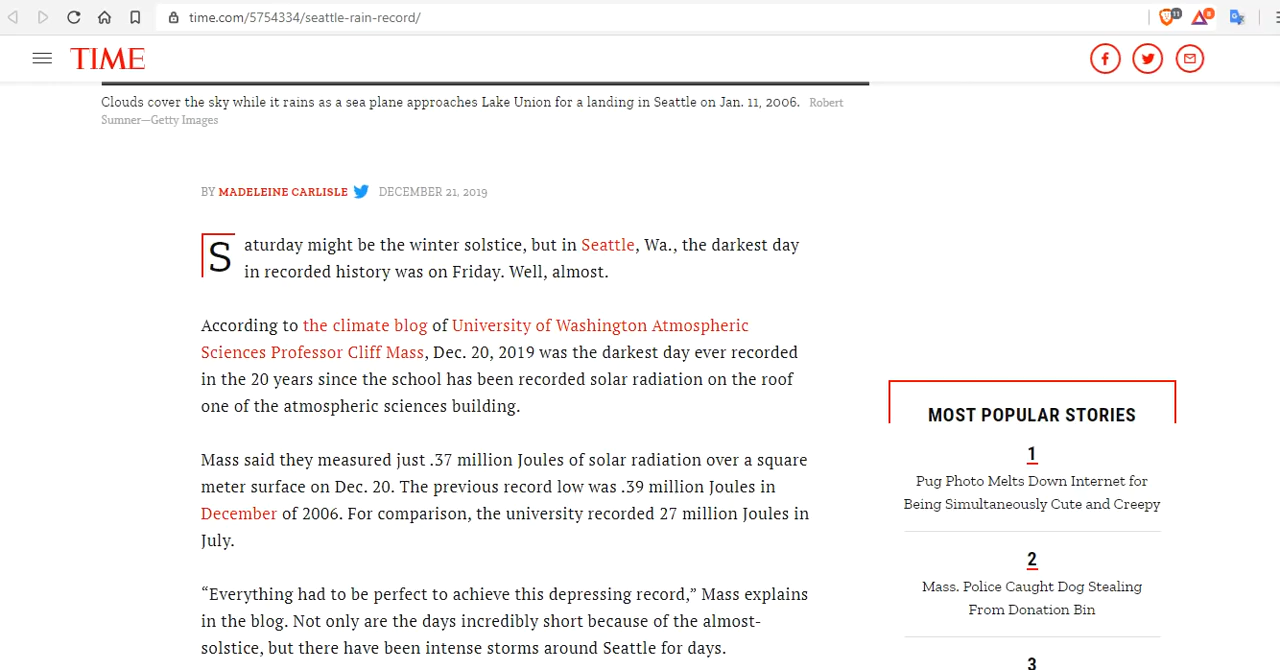 time.com/5754334/seattle-rain-record/
11
8
TIME
Clouds cover the sky while it rains as a sea plane approaches Lake Union for a landing in Seattle on Jan. 11, 2006. Robert
Sumner—Getty Images
BY MADELEINE CARLISLE DECEMBER 21, 2019
Saturday might be the winter solstice, but in Seattle, Wa., the darkest day
in recorded history was on Friday. Well, almost.
According to the climate blog of University of Washington Atmospheric
Sciences Professor Cliff Mass, Dec. 20, 2019 was the darkest day ever recorded
in the 20 years since the school has been recorded solar radiation on the roof
one of the atmospheric sciences building.
Mass said they measured just .37 million Joules of solar radiation over a square
meter surface on Dec. 20. The previous record low was .39 million Joules in
December of 2006. For comparison, the university recorded 27 million Joules in
July.
“Everything had to be perfect to achieve this depressing record,” Mass explains
in the blog. Not only are the days incredibly short because of the almost-
solstice, but there have been intense storms around Seattle for days.
MOST POPULAR STORIES
1
Pug Photo Melts Down Internet for
Being Simultaneously Cute and Creepy
2
Mass. Police Caught Dog Stealing
From Donation Bin
3